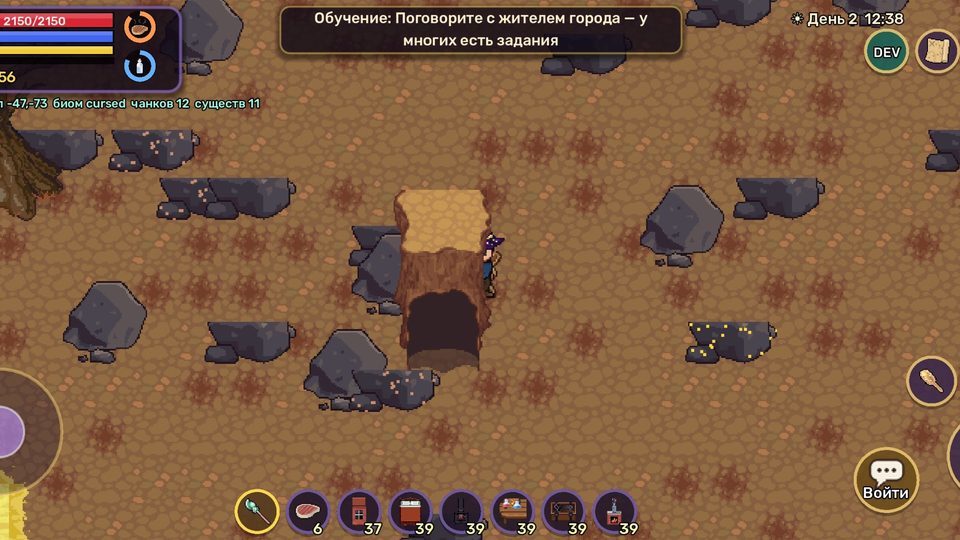 2150/2150
56
Обучение: Поговорите с жителем города — у
многих есть задания
День 2 12:38
DEV
-47,-73 биом cursed чанков 12 существ 11
Войти
6
37
39
39
39
39
39